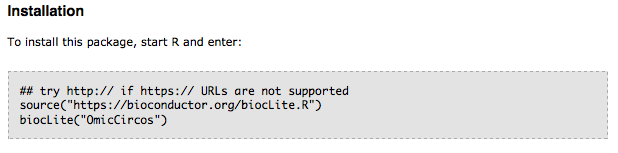 Installation
To install this package, start R and enter:
## try http:// if https:// URLs are not supported
source("https://bioconductor.org/biocLite.R")
biocLite("OmicCircos")